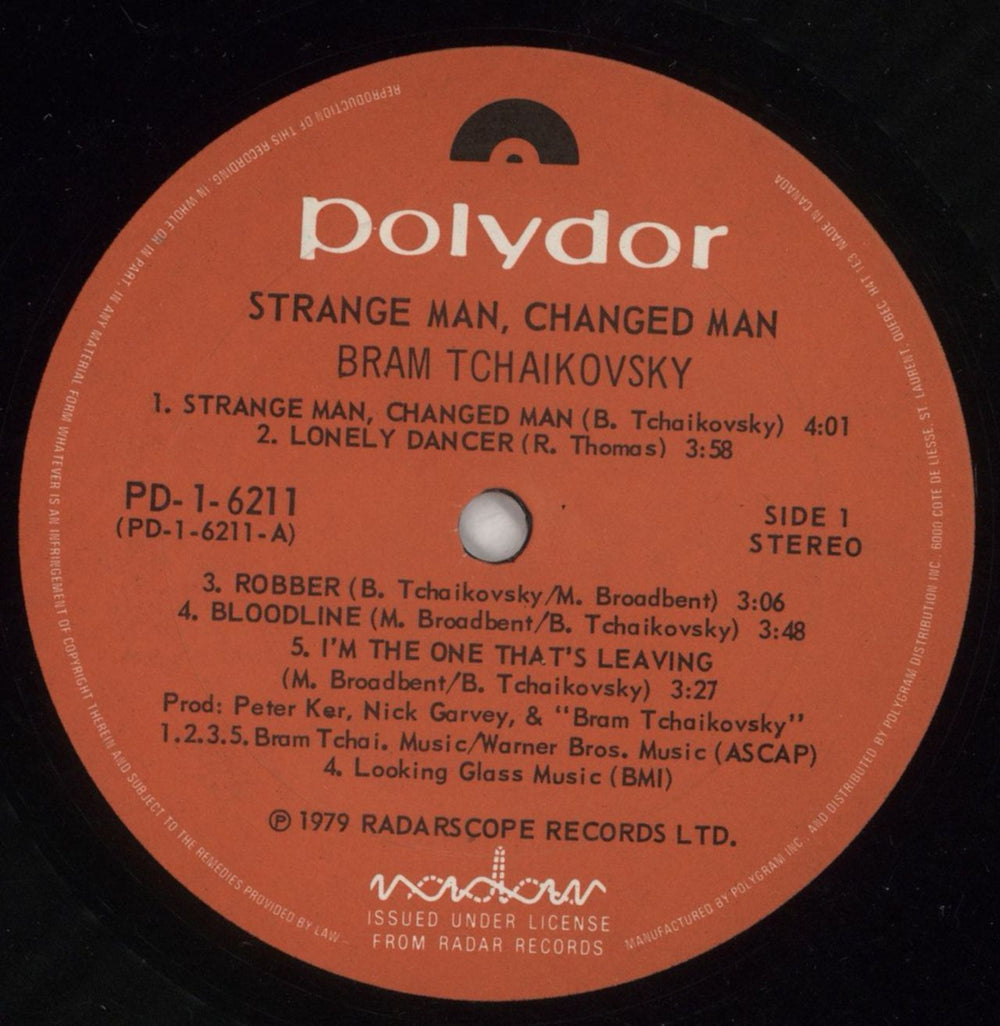 polydor
STRANGE MAN, CHANGED MAN
BRAM TCHAIKOVSKY
1. STRANGE MAN, CHANGED MAN (B. Tchaikovsky) 4:01
2. LONELY DANCER (R. Thomas) 3:58
PD-1-6211
(PD-1-6211-A)
SIDE 1
STEREO
3. ROBBER (B. Tchaikovsky/M. Broadbent) 3:06
4. BLOODLINE (M. Broadbent/B. Tchaikovsky) 3:48
5. I'M THE ONE THAT'S LEAVING
(M. Broadbent/B. Tchaikovsky) 3:27
Prod: Peter Ker, Nick Garvey, & "Bram Tchaikovsky"
1.2.3.5. Bram Tchai. Music/Warner Bros. Music (ASCAP)
4. Looking Glass Music (BMI)
℗ 1979 RADARSCOPE RECORDS LTD.
radar
ISSUED UNDER LICENSE
FROM RADAR RECORDS
REPRODUCTION OF THIS RECORDING IN WHOLE OR IN PART, IN ANY MATERIAL FORM WHATEVER IS AN INFRINGEMENT OF COPYRIGHT THEREIN AND SUBJECT TO THE REMEDIES PROVIDED BY LAW –
MANUFACTURED BY POLYGRAM INC. AND DISTRIBUTED BY POLYGRAM DISTRIBUTION INC. 6000 COTE DE LIESSE, ST. LAURENT, QUEBEC H4T 1E3 MADE IN CANADA